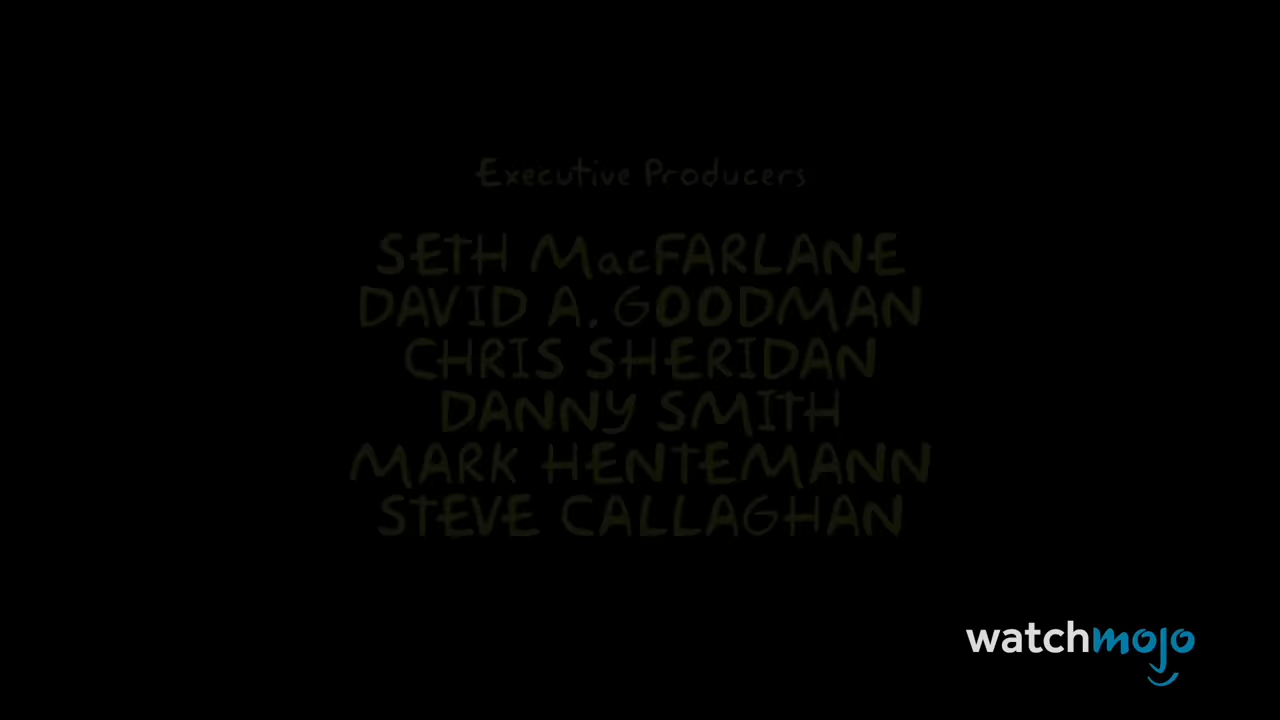 Executive Producers
SETH MacFARLANE
DAVID A. GOODMAN
CHRIS SHERIDAN
DANNY SMITH
MARK HENTEMANN
STEVE CALLAGHAN
watchmojo